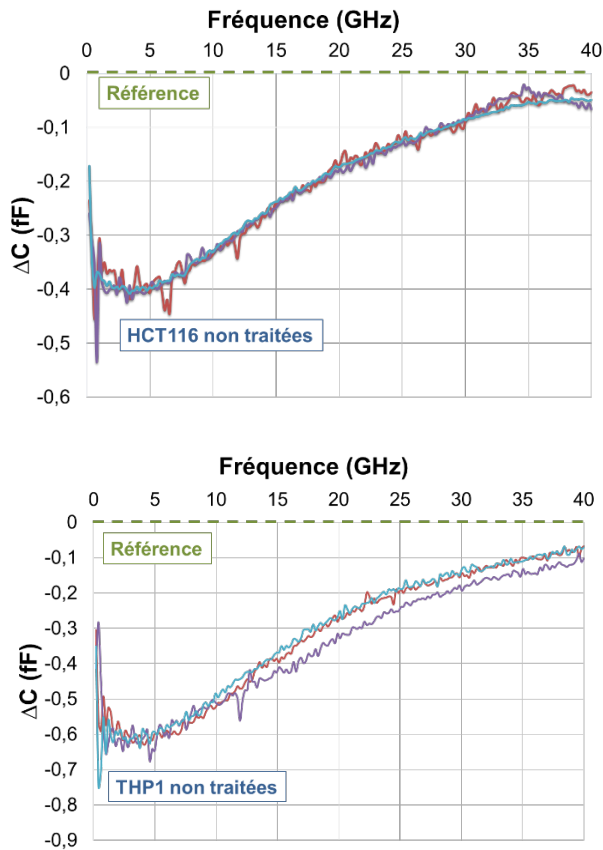 Fréquence (GHz)
0 5 10 15 20 25 30 35 40
0
Référence
-0,1
-0,2
-0,3
-0,4
HCT116 non traitées
-0,5
-0,6
ΔC (fF)
Fréquence (GHz)
0 5 10 15 20 25 30 35 40
0
Référence
-0,1
-0,2
-0,3
-0,4
-0,5
-0,6
-0,7
THP1 non traitées
-0,8
-0,9
ΔC (fF)